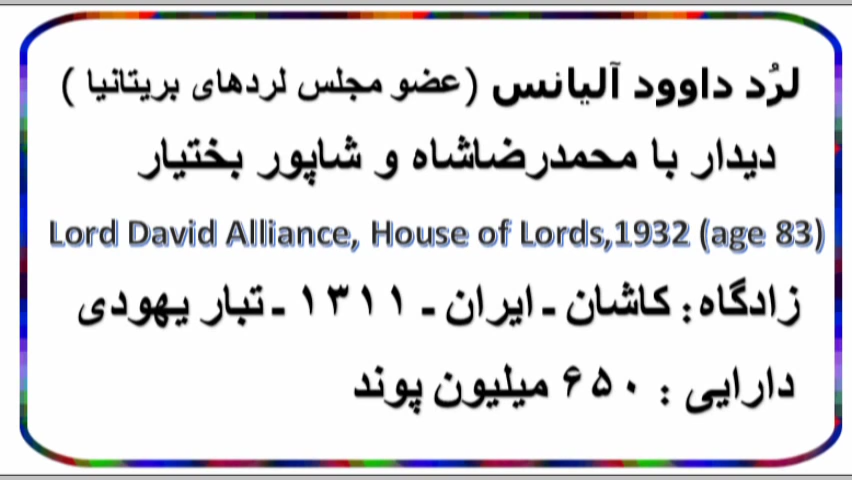 لرُد داوود آلیانس (عضو مجلس لردهای بریتانیا )
دیدار با محمدرضاشاه و شاپور بختیار
Lord David Alliance, House of Lords,1932 (age 83)
زادگاه: کاشان ـ ایران ـ ۱۳۱۱ ـ تبار یهودی
دارایی : ۶۵۰ میلیون پوند